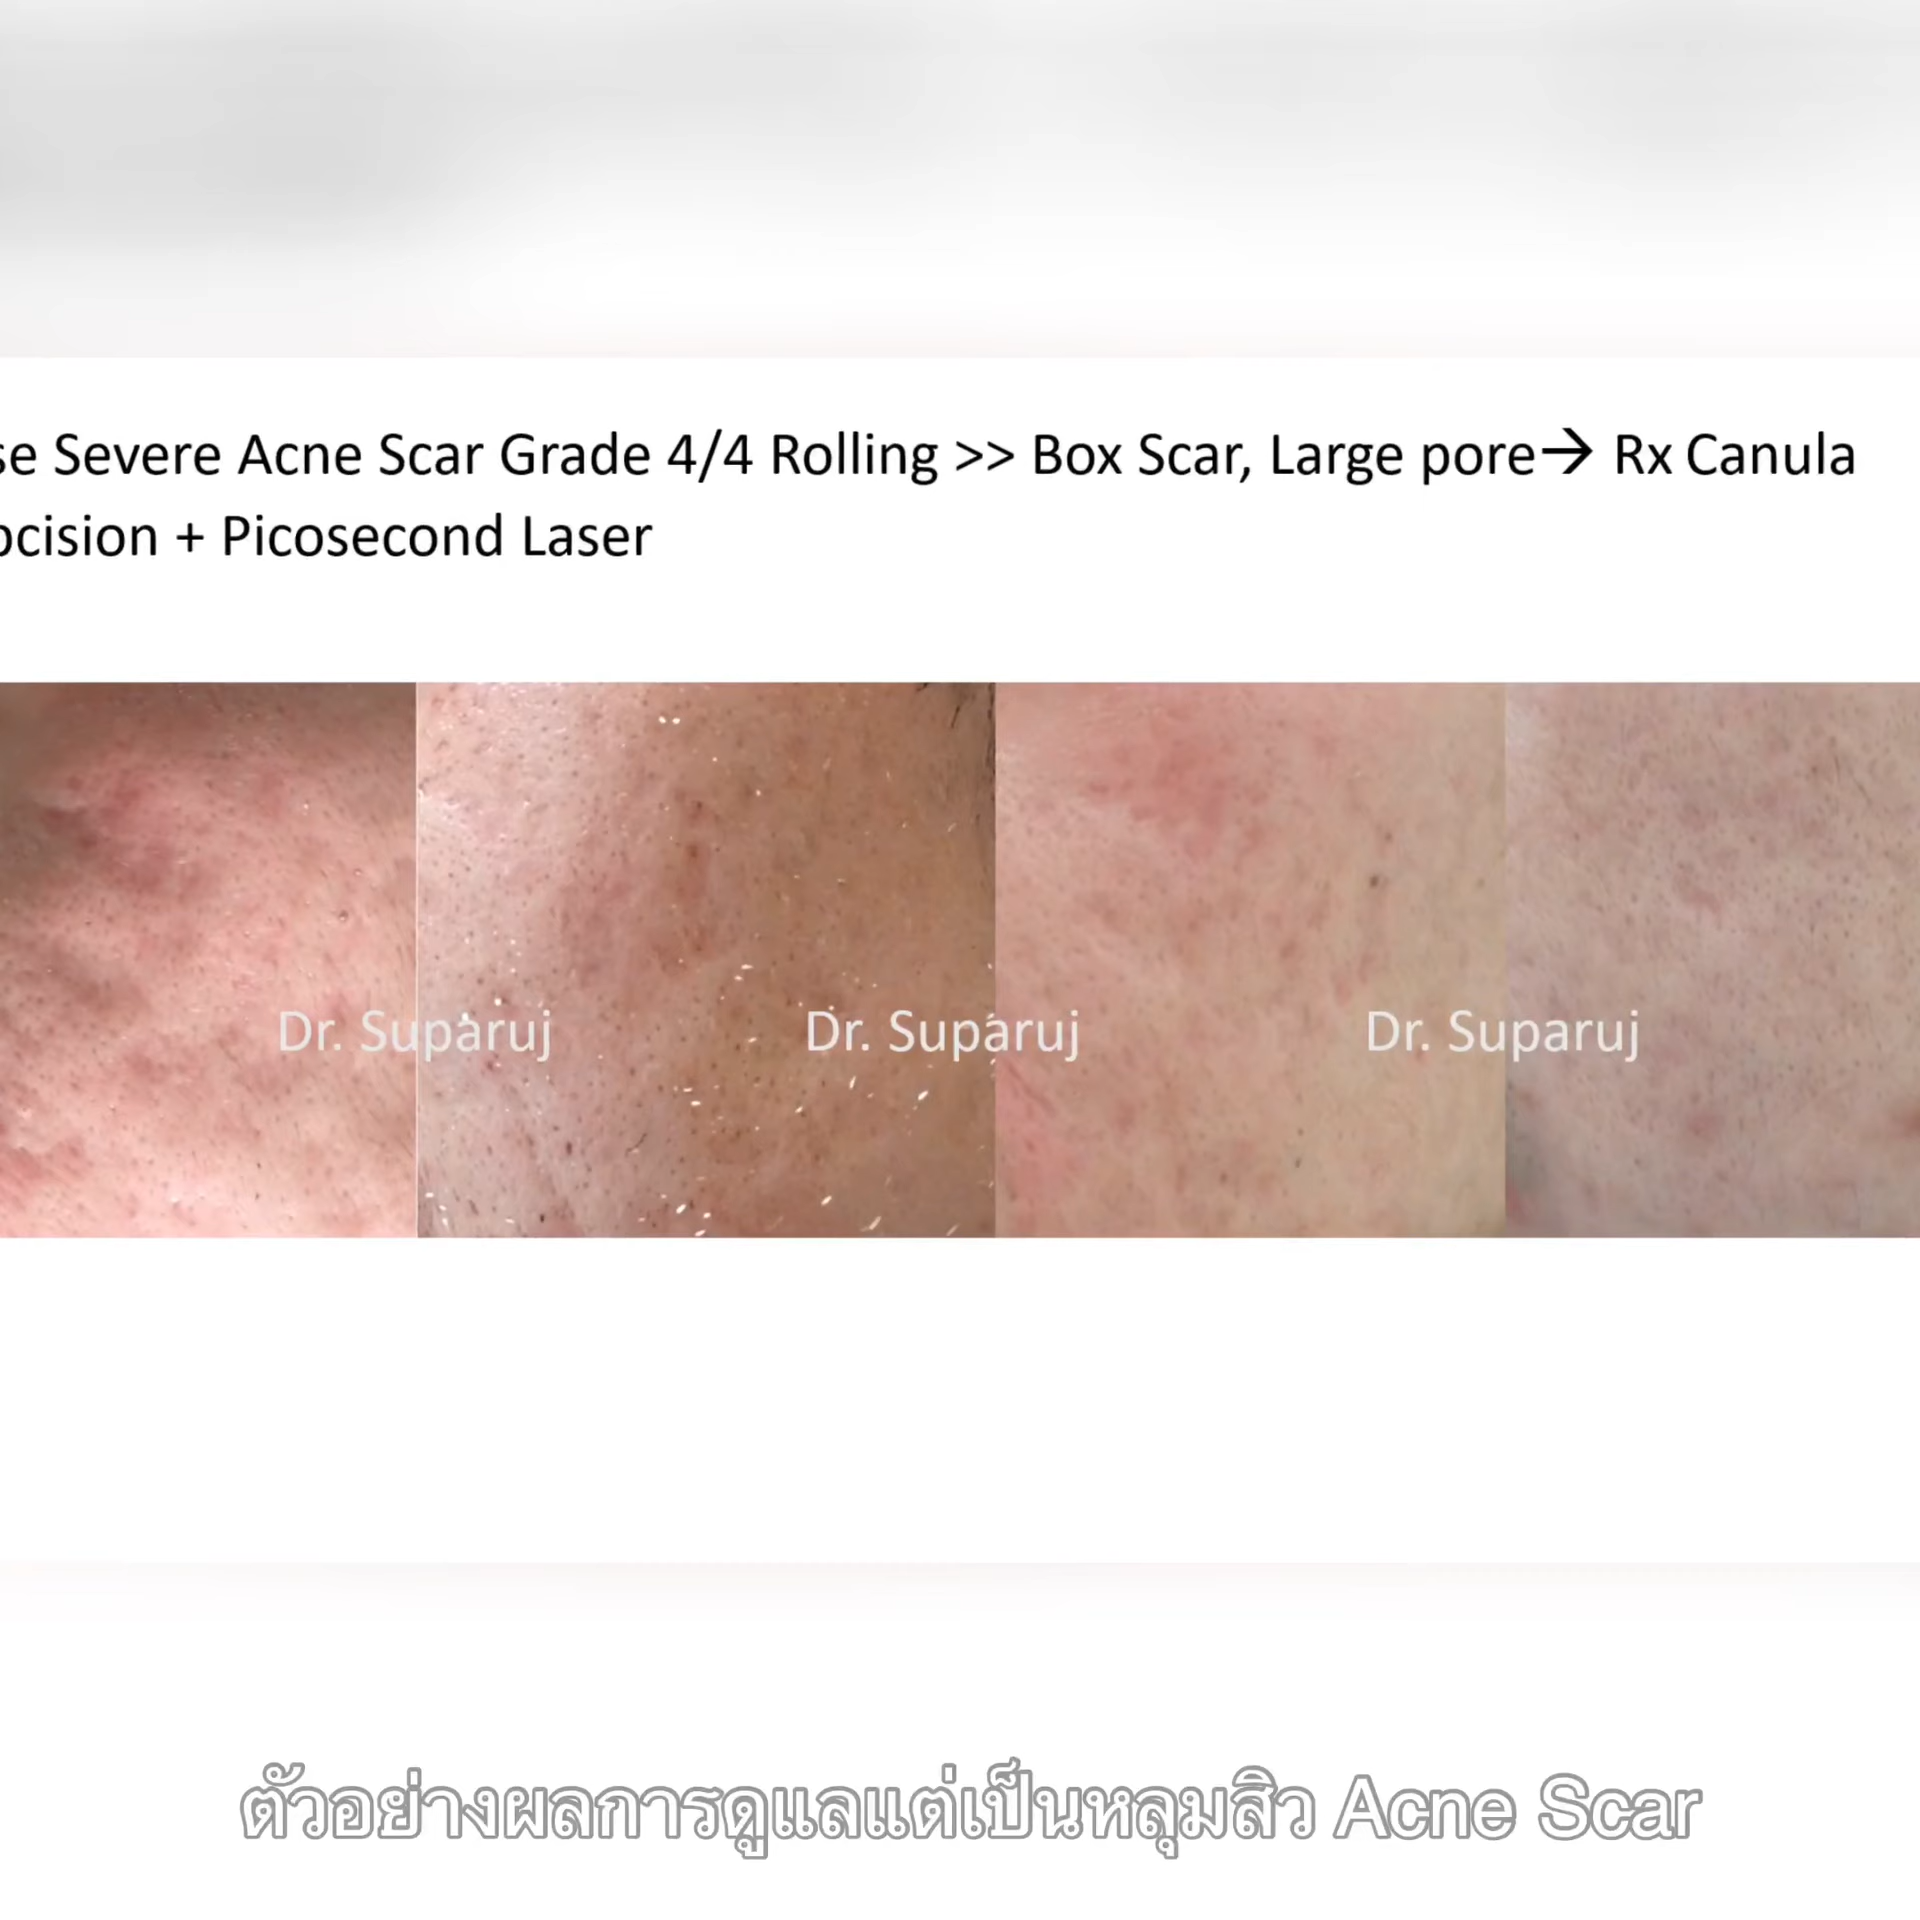 Severe Acne Scar Grade 4/4 Rolling >> Box Scar, Large pore→ Rx Canula
+ Picosecond Laser
Dr. Suparuj Dr. Suparuj Dr. Suparuj
ตัวอย่างผลการดูแลแต่เป็นหลุมสิว Acne Scar